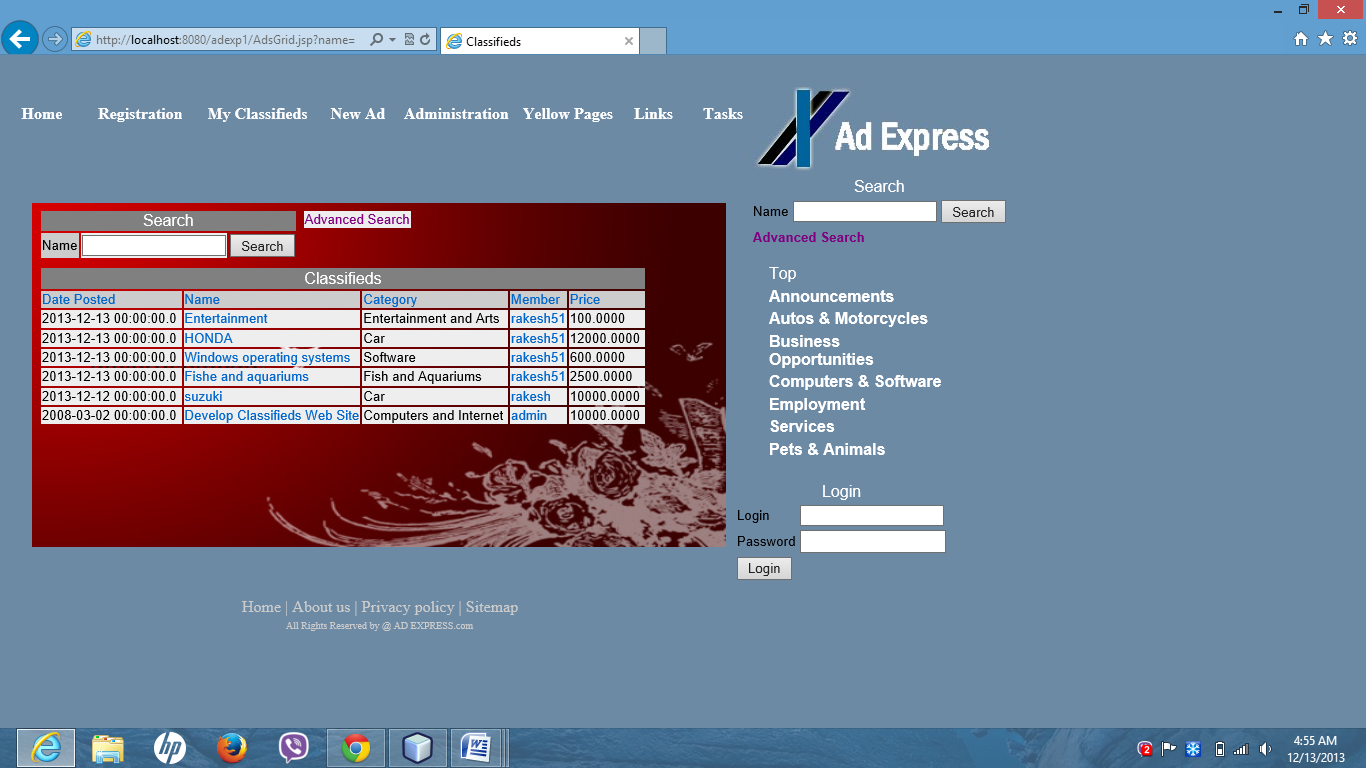 http://localhost:8080/adexp1/AdsGrid.jsp?name=
Classifieds
Home Registration My Classifieds New Ad Administration Yellow Pages Links Tasks
Ad Express
Search Advanced Search
Name Search
Classifieds
Date Posted Name Category Member Price
2013-12-13 00:00:00.0 Entertainment Entertainment and Arts rakesh51 100.0000
2013-12-13 00:00:00.0 HONDA Car rakesh51 12000.0000
2013-12-13 00:00:00.0 Windows operating systems Software rakesh51 600.0000
2013-12-13 00:00:00.0 Fishe and aquariums Fish and Aquariums rakesh51 2500.0000
2013-12-12 00:00:00.0 suzuki Car rakesh 10000.0000
2008-03-02 00:00:00.0 Develop Classifieds Web Site Computers and Internet admin 10000.0000
Search
Name Search
Advanced Search
Top
Announcements
Autos & Motorcycles
Business
Opportunities
Computers & Software
Employment
Services
Pets & Animals
Login
Login
Password
Login
Home | About us | Privacy policy | Sitemap
All Rights Reserved by @ AD EXPRESS.com
hp
2
4:55 AM
12/13/2013